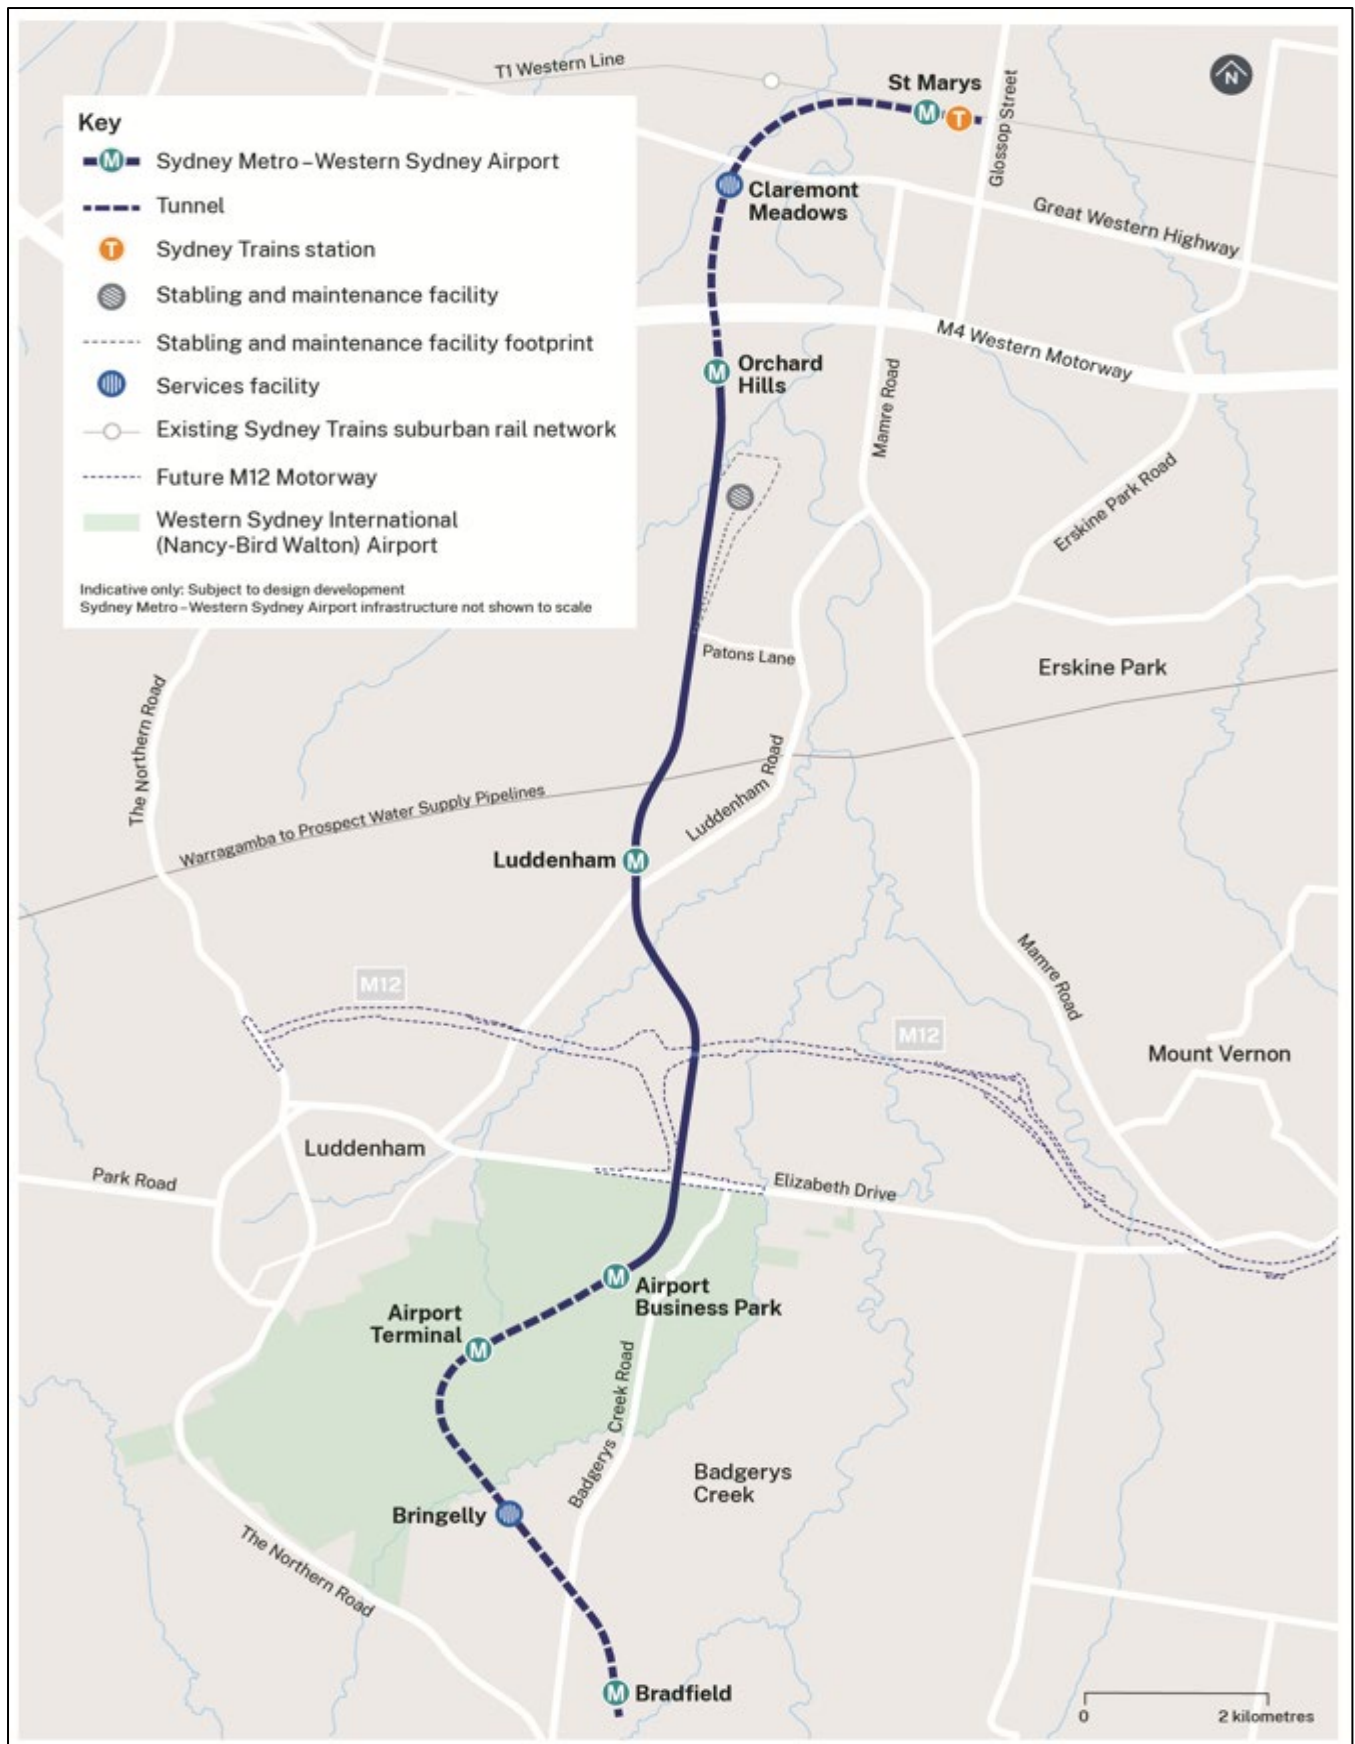 T1 Western Line
N
St Marys
M
T
Glossop Street
Key
M
Sydney Metro – Western Sydney Airport
Tunnel
T
Sydney Trains station
Stabling and maintenance facility
Stabling and maintenance facility footprint
Services facility
Existing Sydney Trains suburban rail network
Future M12 Motorway
Western Sydney International
(Nancy-Bird Walton) Airport
Indicative only: Subject to design development
Sydney Metro – Western Sydney Airport infrastructure not shown to scale
Claremont
Meadows
Great Western Highway
M4 Western Motorway
M
Orchard
Hills
Mamre Road
Erskine Park Road
Patons Lane
Erskine Park
The Northern Road
Luddenham Road
Warragamba to Prospect Water Supply Pipelines
Luddenham
M
Mamre Road
M12
M12
Mount Vernon
Luddenham
Park Road
Elizabeth Drive
M
Airport
Business Park
Airport
Terminal
M
Badgerys Creek Road
Badgerys
Creek
Bringelly
The Northern Road
M
Bradfield
0
2 kilometres